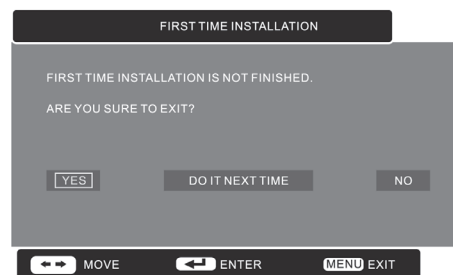 FIRST TIME INSTALLATION
FIRST TIME INSTALLATION IS NOT FINISHED.
ARE YOU SURE TO EXIT?
YES DO IT NEXT TIME NO
MOVE ENTER MENU EXIT